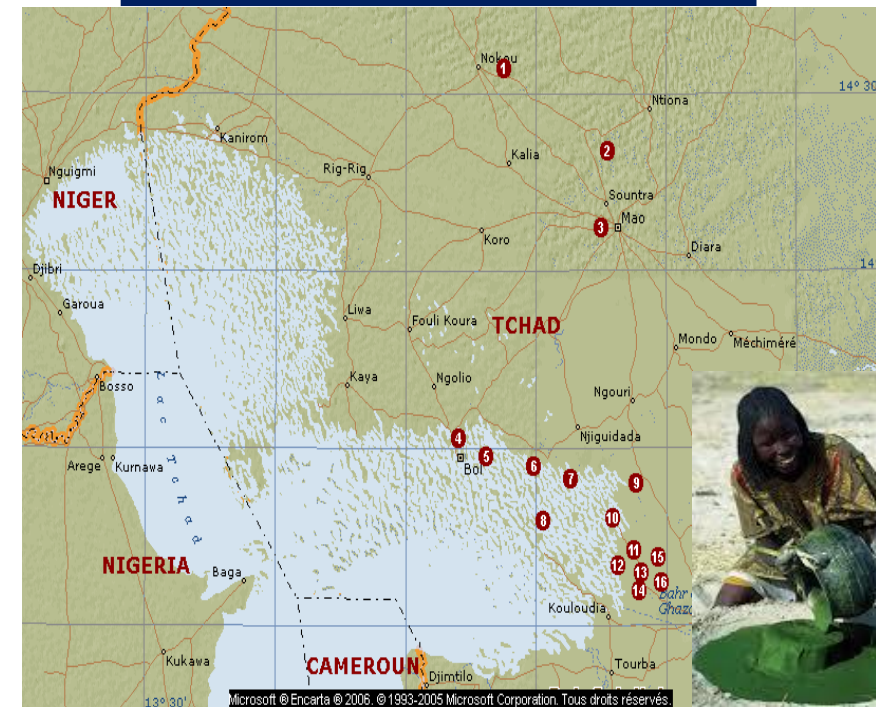 Nokou
1
14° 30
Ntiona
Kanirom
2
Kalia
Rig-Rig
Nguigmi
NIGER
Sountra
3
Mao
Koro
Diara
14
Djibri
Garoua
Liwa
Fouli Koura
TCHAD
Mondo
Méchiméré
Bosso
Kaya
Ngolio
Ngouri
Lac Tchad
Njiguidada
4
Arege
Kurnawa
5
Bol
6
7
9
8
10
11
15
12
13
16
14
NIGERIA
Baga
Bahr
Ghaz
Kouloudia
Kukawa
CAMEROUN
Tourba
Djimtilo
13° 30'
Microsoft ® Encarta ® 2006. © 1993-2005 Microsoft Corporation. Tous droits réservés.